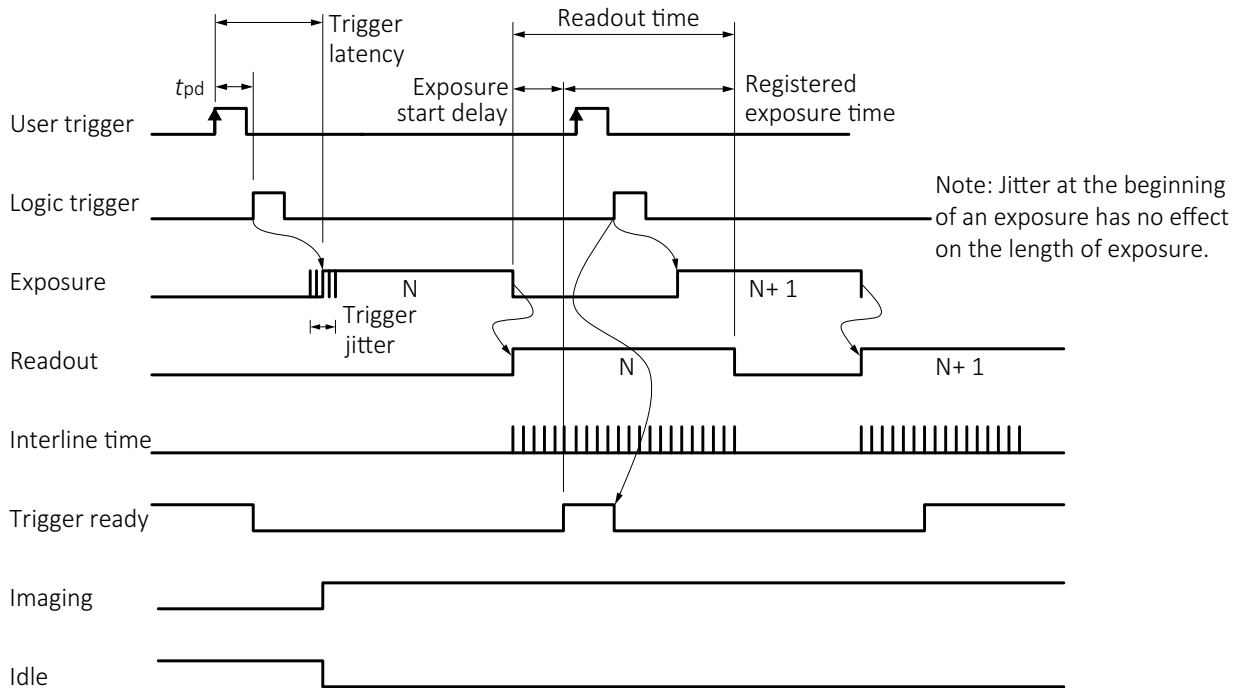 Trigger
latency
Readout time
tpd
Exposure
start delay
Registered
exposure time
User trigger
Logic trigger
Note: Jitter at the beginning
of an exposure has no effect
on the length of exposure.
Exposure
N
N+ 1
Trigger
jitter
Readout
N
N+ 1
Interline time
Trigger ready
Imaging
Idle